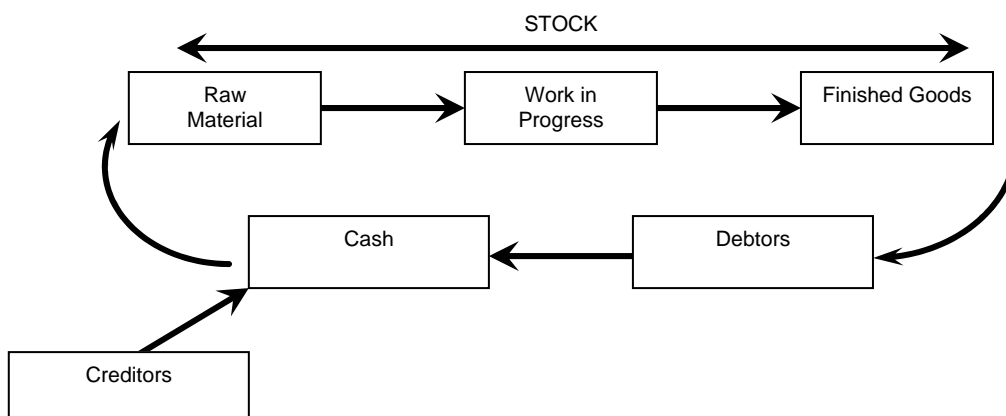 STOCK
Raw
Material
Work in
Progress
Finished Goods
Cash
Debtors
Creditors